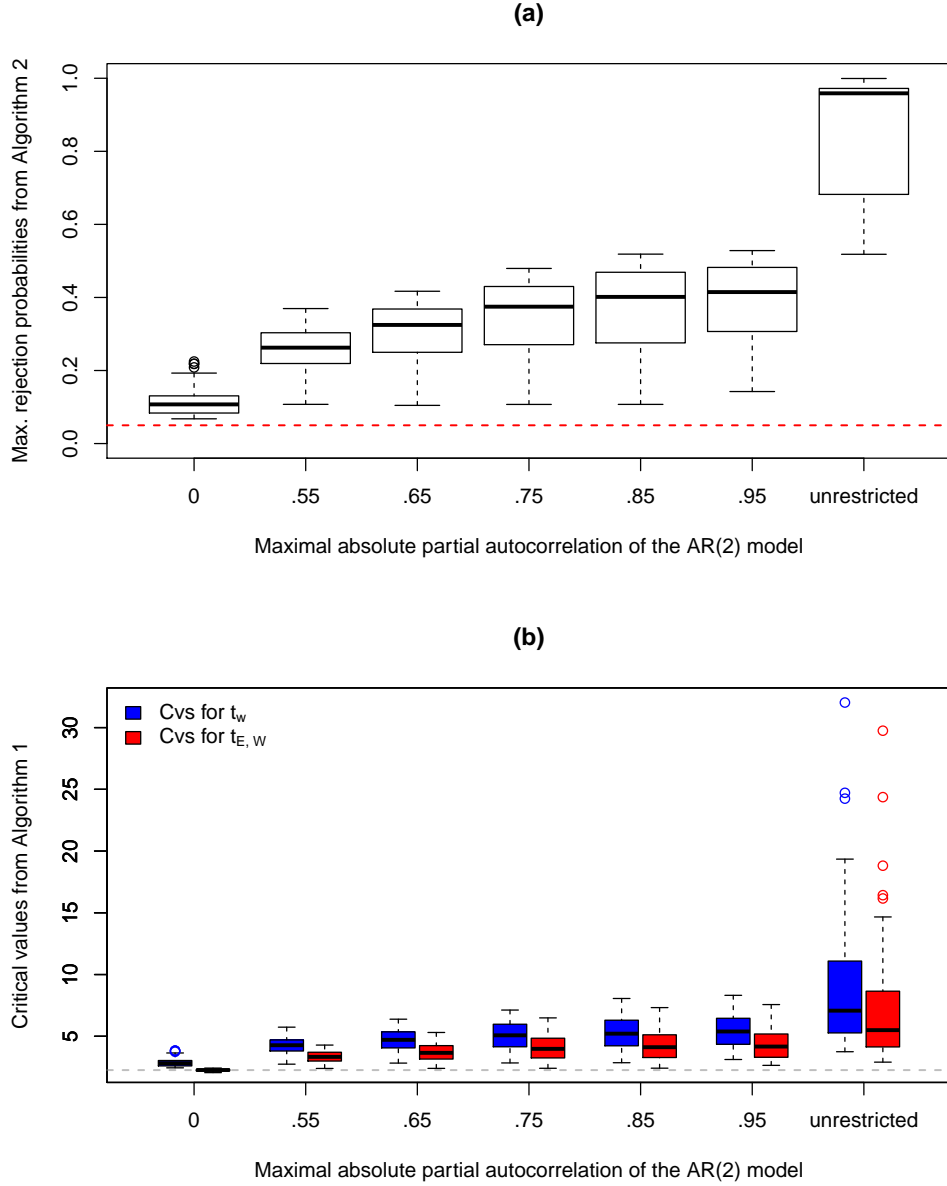 (a)
Max. rejection probabilities from Algorithm 2
1.0
0.8
0.6
0.4
0.2
0.0
0 .55 .65 .75 .85 .95 unrestricted
Maximal absolute partial autocorrelation of the AR(2) model
(b)
Critical values from Algorithm 1
Cvs for tw
Cvs for tE, W
30
25
20
15
10
5
0 .55 .65 .75 .85 .95 unrestricted
Maximal absolute partial autocorrelation of the AR(2) model